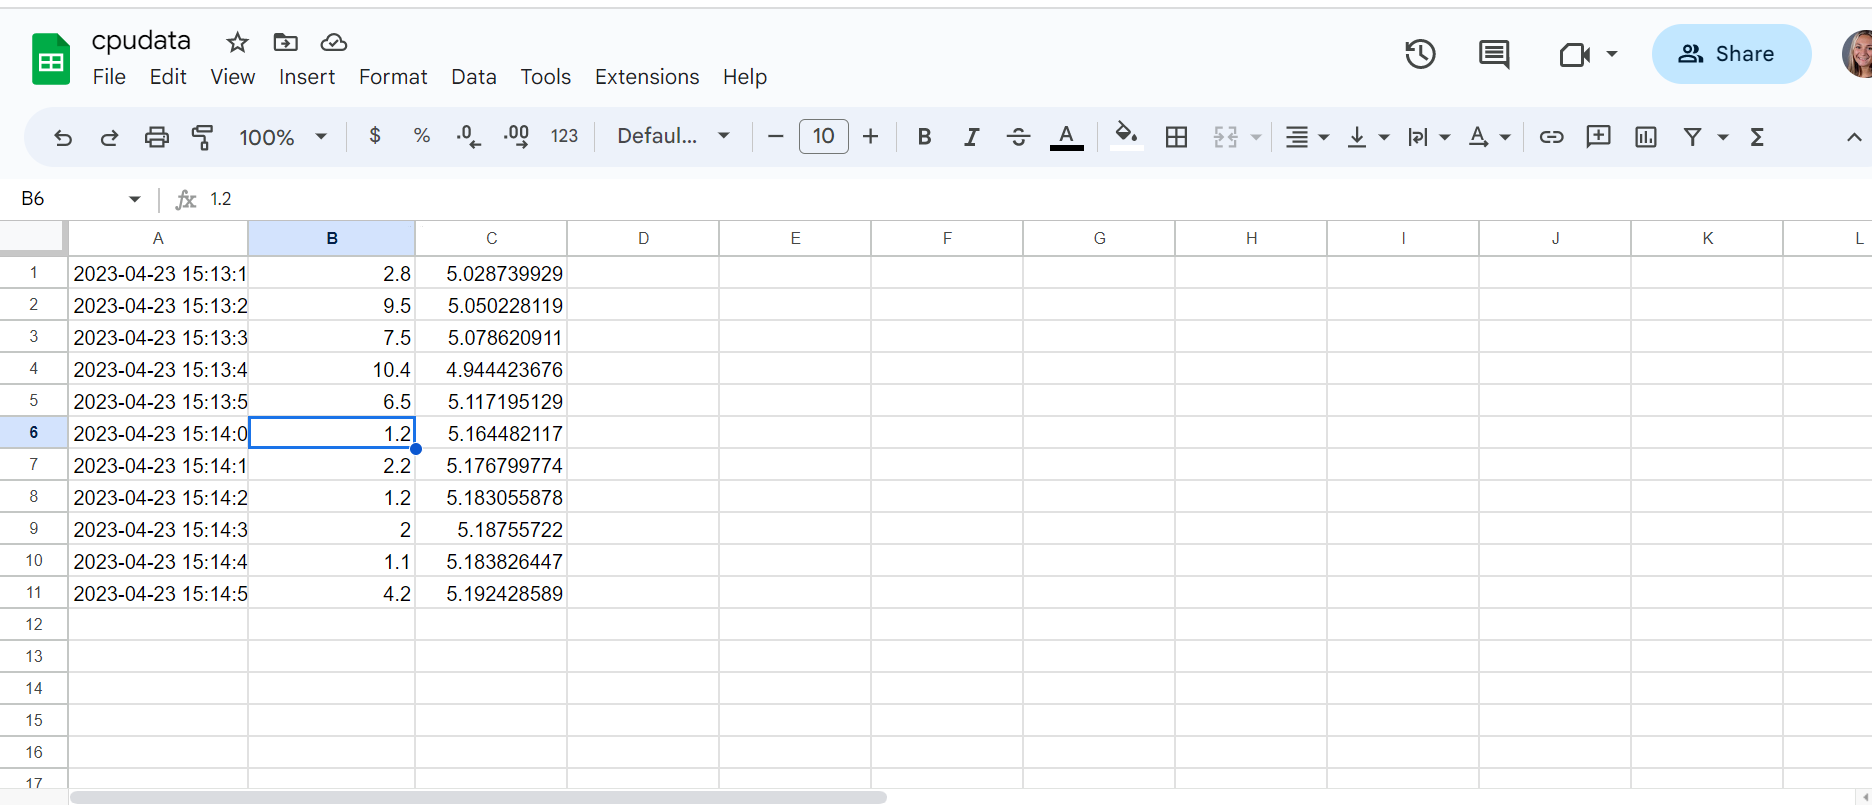 cpudata
File Edit View Insert Format Data Tools Extensions Help
Share
100% $ % .0 .00 123 Defaul... 10 B I S A A Σ
B6 fx 1.2
A B C D E F G H I J K L
1 2023-04-23 15:13:1 2.8 5.028739929
2 2023-04-23 15:13:2 9.5 5.050228119
3 2023-04-23 15:13:3 7.5 5.078620911
4 2023-04-23 15:13:4 10.4 4.944423676
5 2023-04-23 15:13:5 6.5 5.117195129
6 2023-04-23 15:14:0 1.2 5.164482117
7 2023-04-23 15:14:1 2.2 5.176799774
8 2023-04-23 15:14:2 1.2 5.183055878
9 2023-04-23 15:14:3 2 5.18755722
10 2023-04-23 15:14:4 1.1 5.183826447
11 2023-04-23 15:14:5 4.2 5.192428589
12
13
14
15
16
17